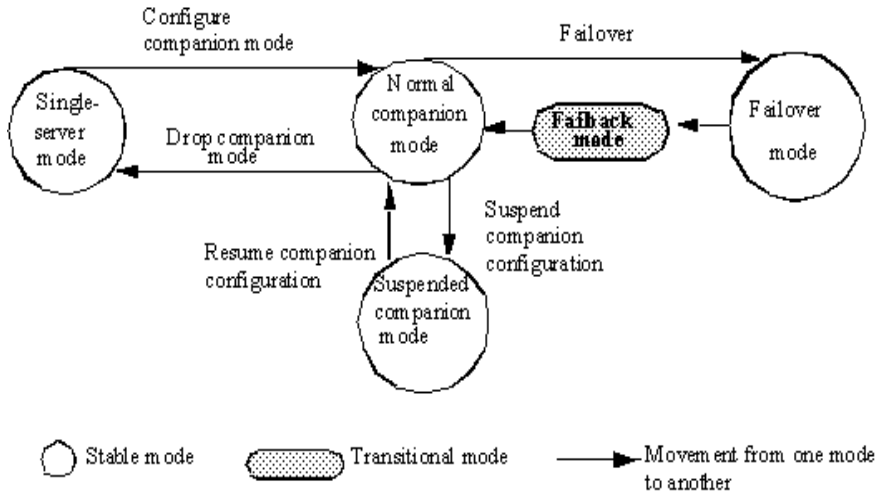 Configure
companion mode
Failover
Single-
server
mode
Normal
companion
mode
Failback
mode
Failover
mode
Drop companion
mode
Suspend
companion
configuration
Resume companion
configuration
Suspended
companion
mode
Stable mode
Transitional mode
Movement from one mode
to another